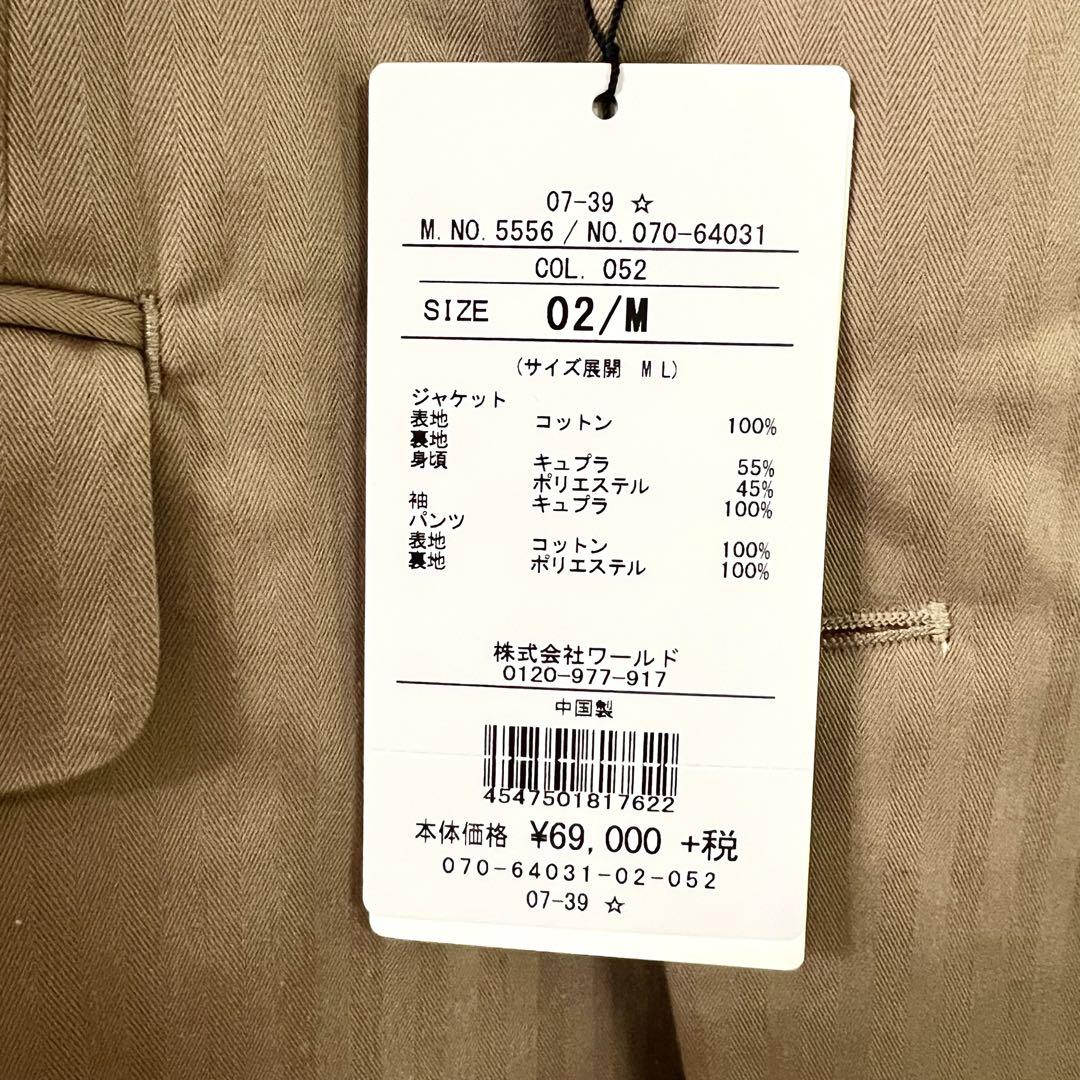 07-39 ☆
M.NO.5556 / NO.070-64031
COL. 052
SIZE 02/M
(サイズ展開 M L)
ジャケット
表地 コットン 100%
裏地
身頃 キュプラ 55%
ポリエステル 45%
袖 キュプラ 100%
パンツ
表地 コットン 100%
裏地 ポリエステル 100%
株式会社ワールド
0120-977-917
中国製
4547501817622
本体価格 ¥69,000 +税
070-64031-02-052
07-39 ☆